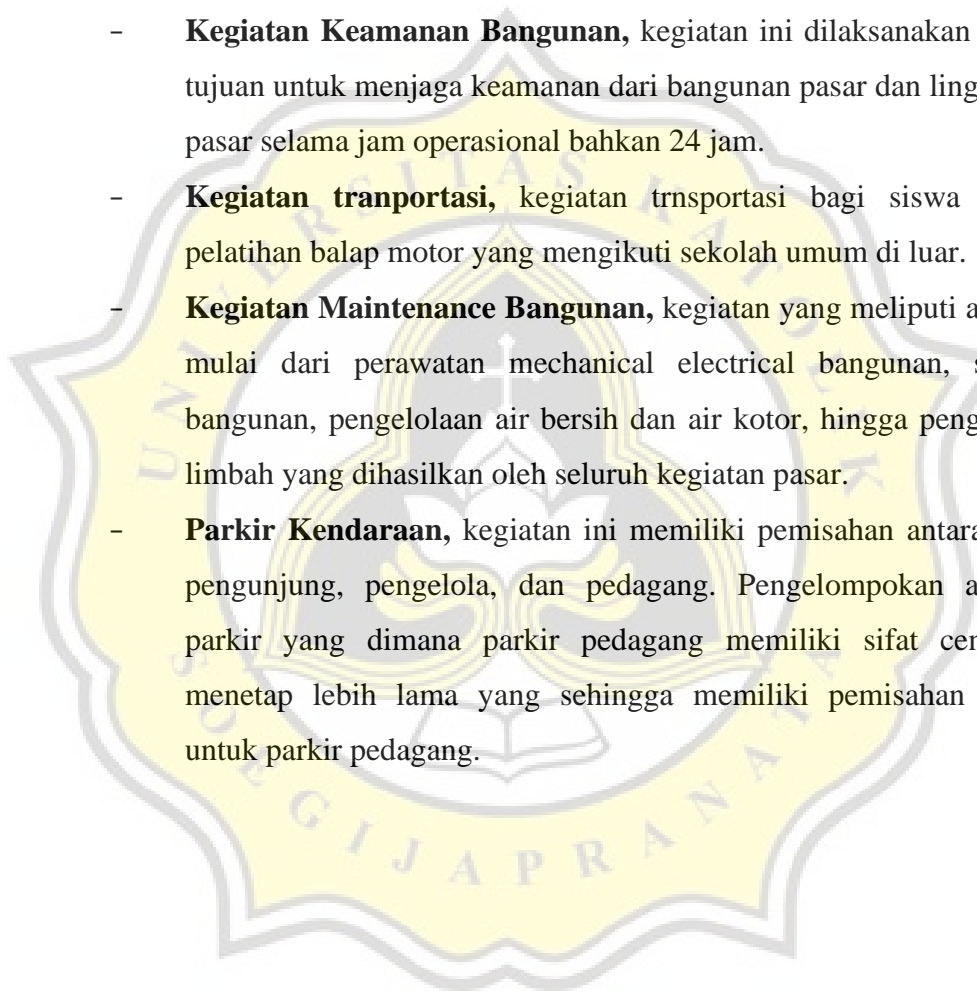 - Kegiatan Keamanan Bangunan, kegiatan ini dilaksanakan
tujuan untuk menjaga keamanan dari bangunan pasar dan ling
pasar selama jam operasional bahkan 24 jam.
- Kegiatan tranportasi, kegiatan trnsportasi bagi siswa
pelatihan balap motor yang mengikuti sekolah umum di luar.
- Kegiatan Maintenance Bangunan, kegiatan yang meliputi a
mulai dari perawatan mechanical electrical bangunan, s
bangunan, pengelolaan air bersih dan air kotor, hingga peng
limbah yang dihasilkan oleh seluruh kegiatan pasar.
- Parkir Kendaraan, kegiatan ini memiliki pemisahan antara
pengunjung, pengelola, dan pedagang. Pengelompokan a
parkir yang dimana parkir pedagang memiliki sifat cen
menetap lebih lama yang sehingga memiliki pemisahan
untuk parkir pedagang.
UNIVERSITAS KATOLIK
SOEGIJAPRANATA